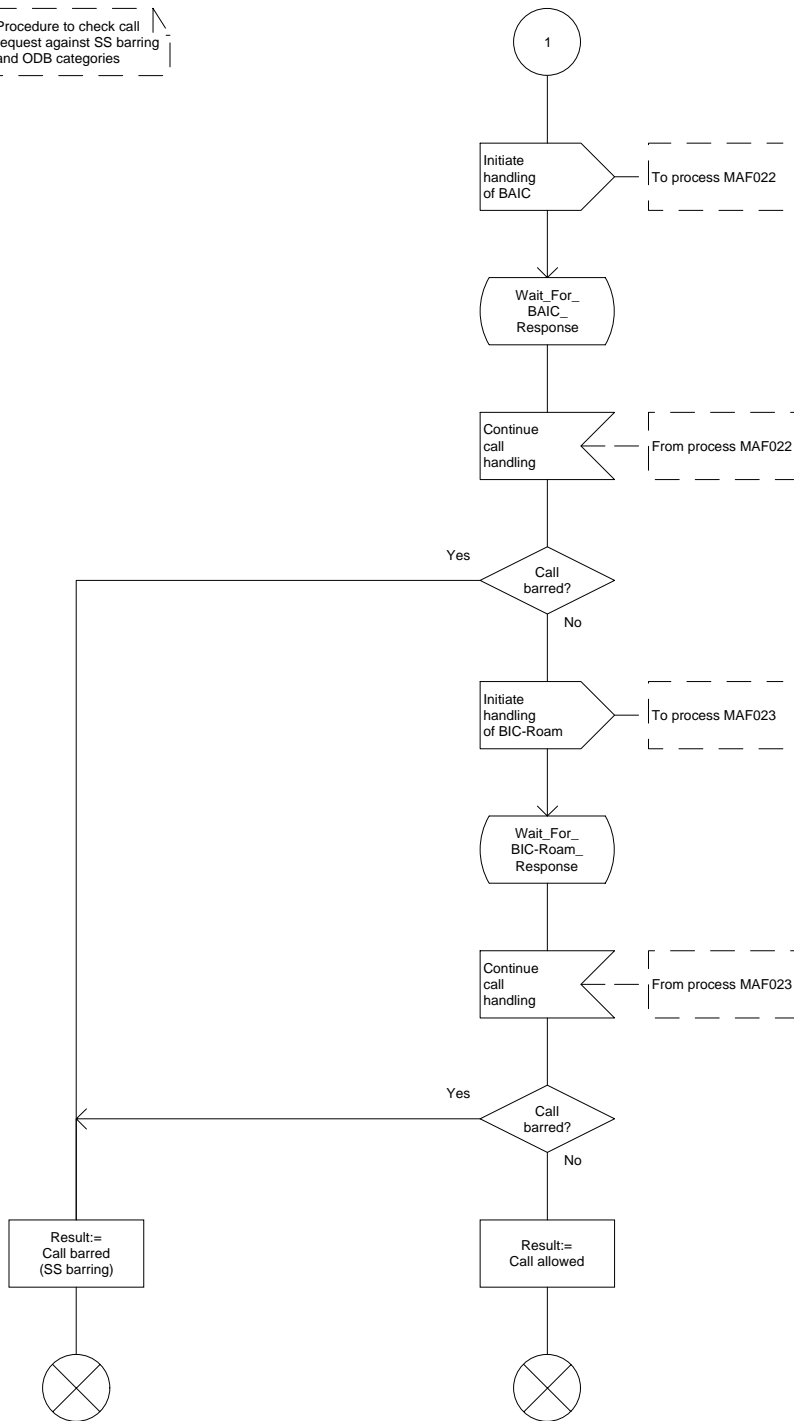 Procedure to check call
request against SS barring
and ODB categories
1
Initiate
handling
of BAIC
To process MAF022
Wait_For_
BAIC_
Response
Continue
call
handling
From process MAF022
Yes
Call
barred?
No
Initiate
handling
of BIC-Roam
To process MAF023
Wait_For_
BIC-Roam_
Response
Continue
call
handling
From process MAF023
Yes
Call
barred?
No
Result:=
Call barred
(SS barring)
Result:=
Call allowed